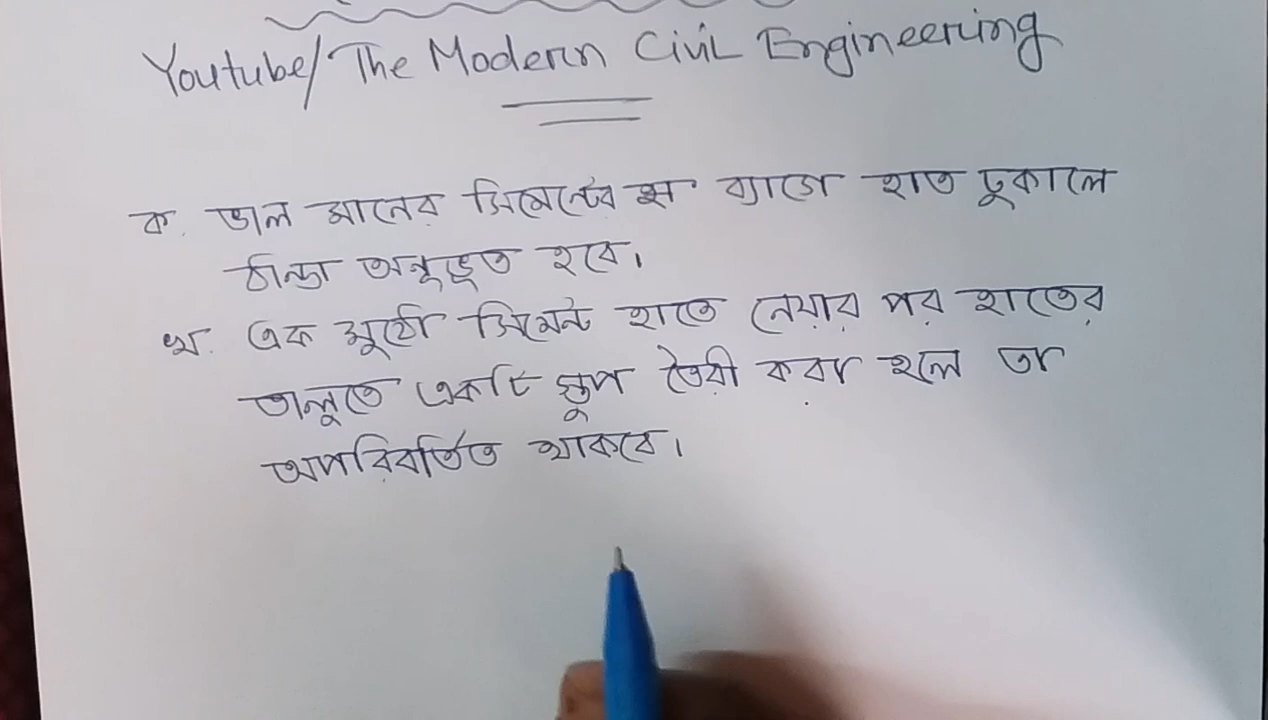 Youtube/The Modern Civil Engineering
ক. ভাল মানের সিমেন্টের ব্যাগে হাত ঢুকালে
ঠান্ডা অনুভূত হবে।
খ. এক মুঠো সিমেন্ট হাতে নেয়ার পর হাতের
তালুতে একটি স্তুপ তৈরী করা হলে তা
অপরিবর্তিত থাকবে।